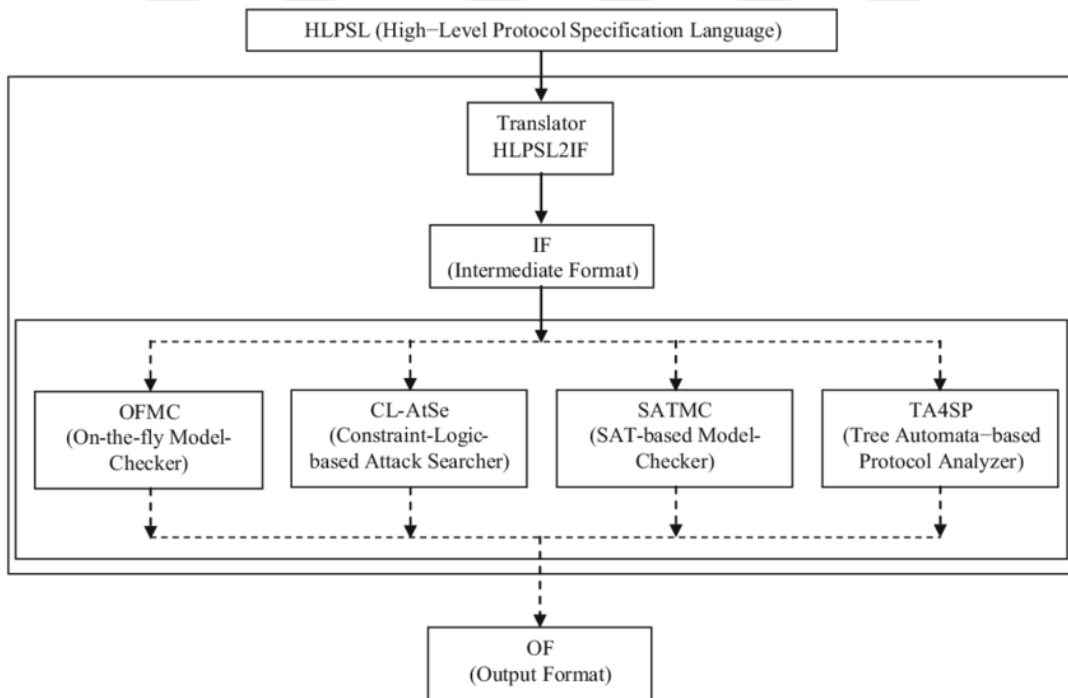 HLPSL (High−Level Protocol Specification Language)
Translator
HLPSL2IF
IF
(Intermediate Format)
OFMC
(On-the-fly Model-
Checker)
CL-AtSe
(Constraint-Logic-
based Attack Searcher)
SATMC
(SAT-based Model-
Checker)
TA4SP
(Tree Automata−based
Protocol Analyzer)
OF
(Output Format)